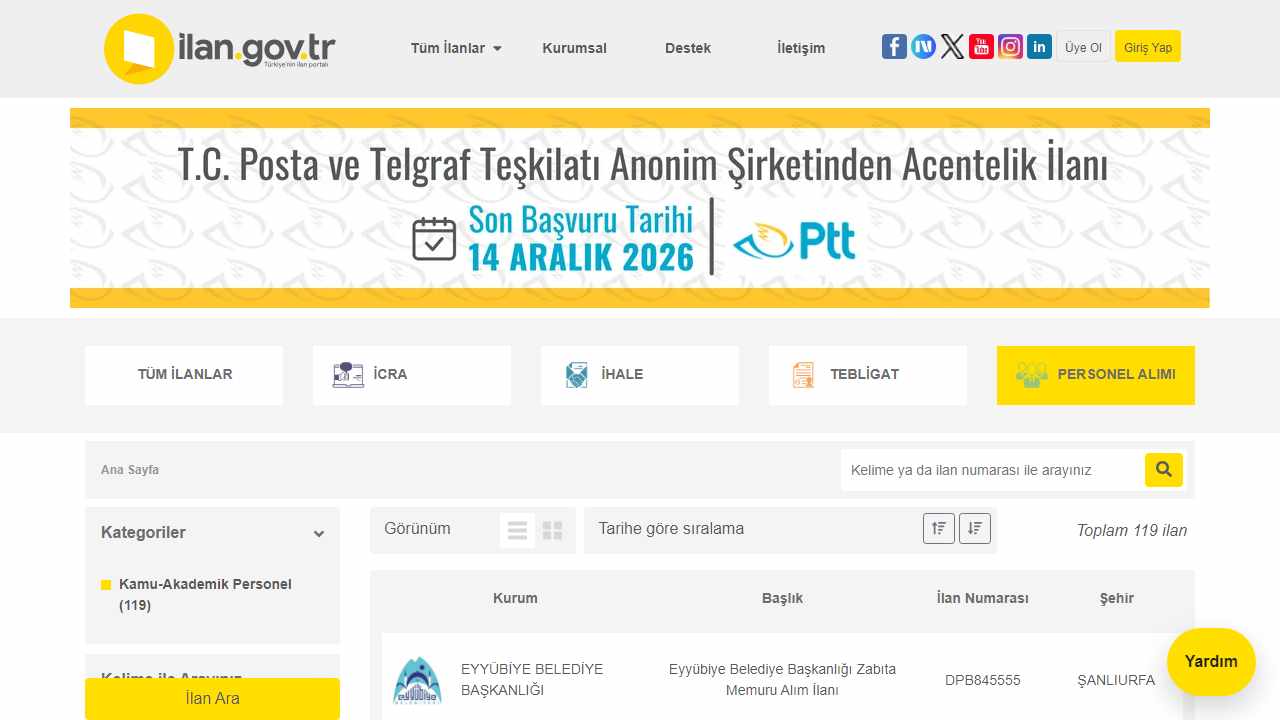 ilan.gov.tr
Türkiye'nin ilan portalı
Tüm İlanlar
Kurumsal
Destek
İletişim
Üye Ol
Giriş Yap
T.C. Posta ve Telgraf Teşkilatı Anonim Şirketinden Acentelik İlanı
Son Başvuru Tarihi
14 ARALIK 2026
Ptt
TÜM İLANLAR
İCRA
İHALE
TEBLİGAT
PERSONEL ALIMI
Ana Sayfa
Kelime ya da ilan numarası ile arayınız
Kategoriler
Görünüm
Tarihe göre sıralama
Toplam 119 ilan
Kamu-Akademik Personel
(119)
Kurum
Başlık
İlan Numarası
Şehir
EYYÜBİYE BELEDİYE
BAŞKANLIĞI
Eyyübiye Belediye Başkanlığı Zabıta
Memuru Alım İlanı
DPB845555
ŞANLIURFA
Yardım
Kelime ile Arayınız
İlan Ara